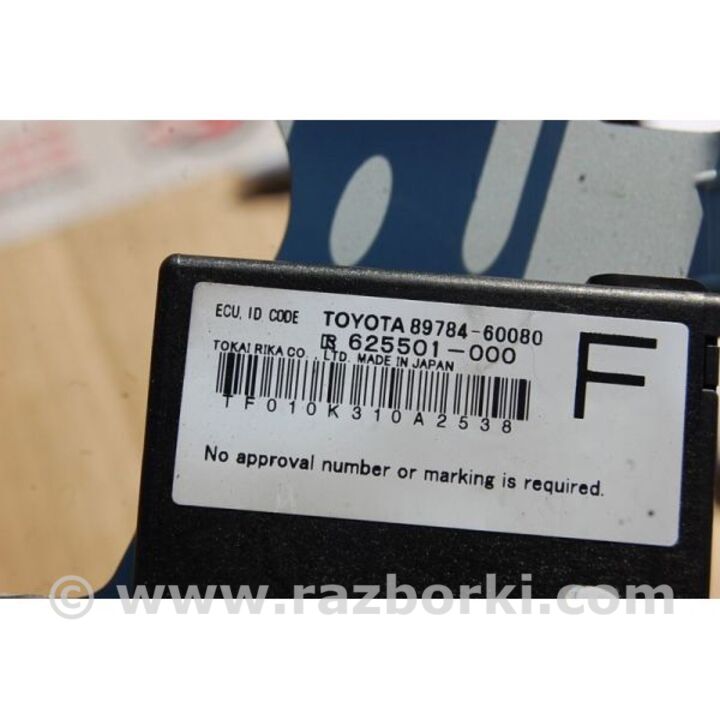 ECU, ID CODE TOYOTA 89784-60080
625501-000
TOKAI RIKA CO., LTD. MADE IN JAPAN
F
TF010K310A2538
No approval number or marking is required.
© www.razborki.com